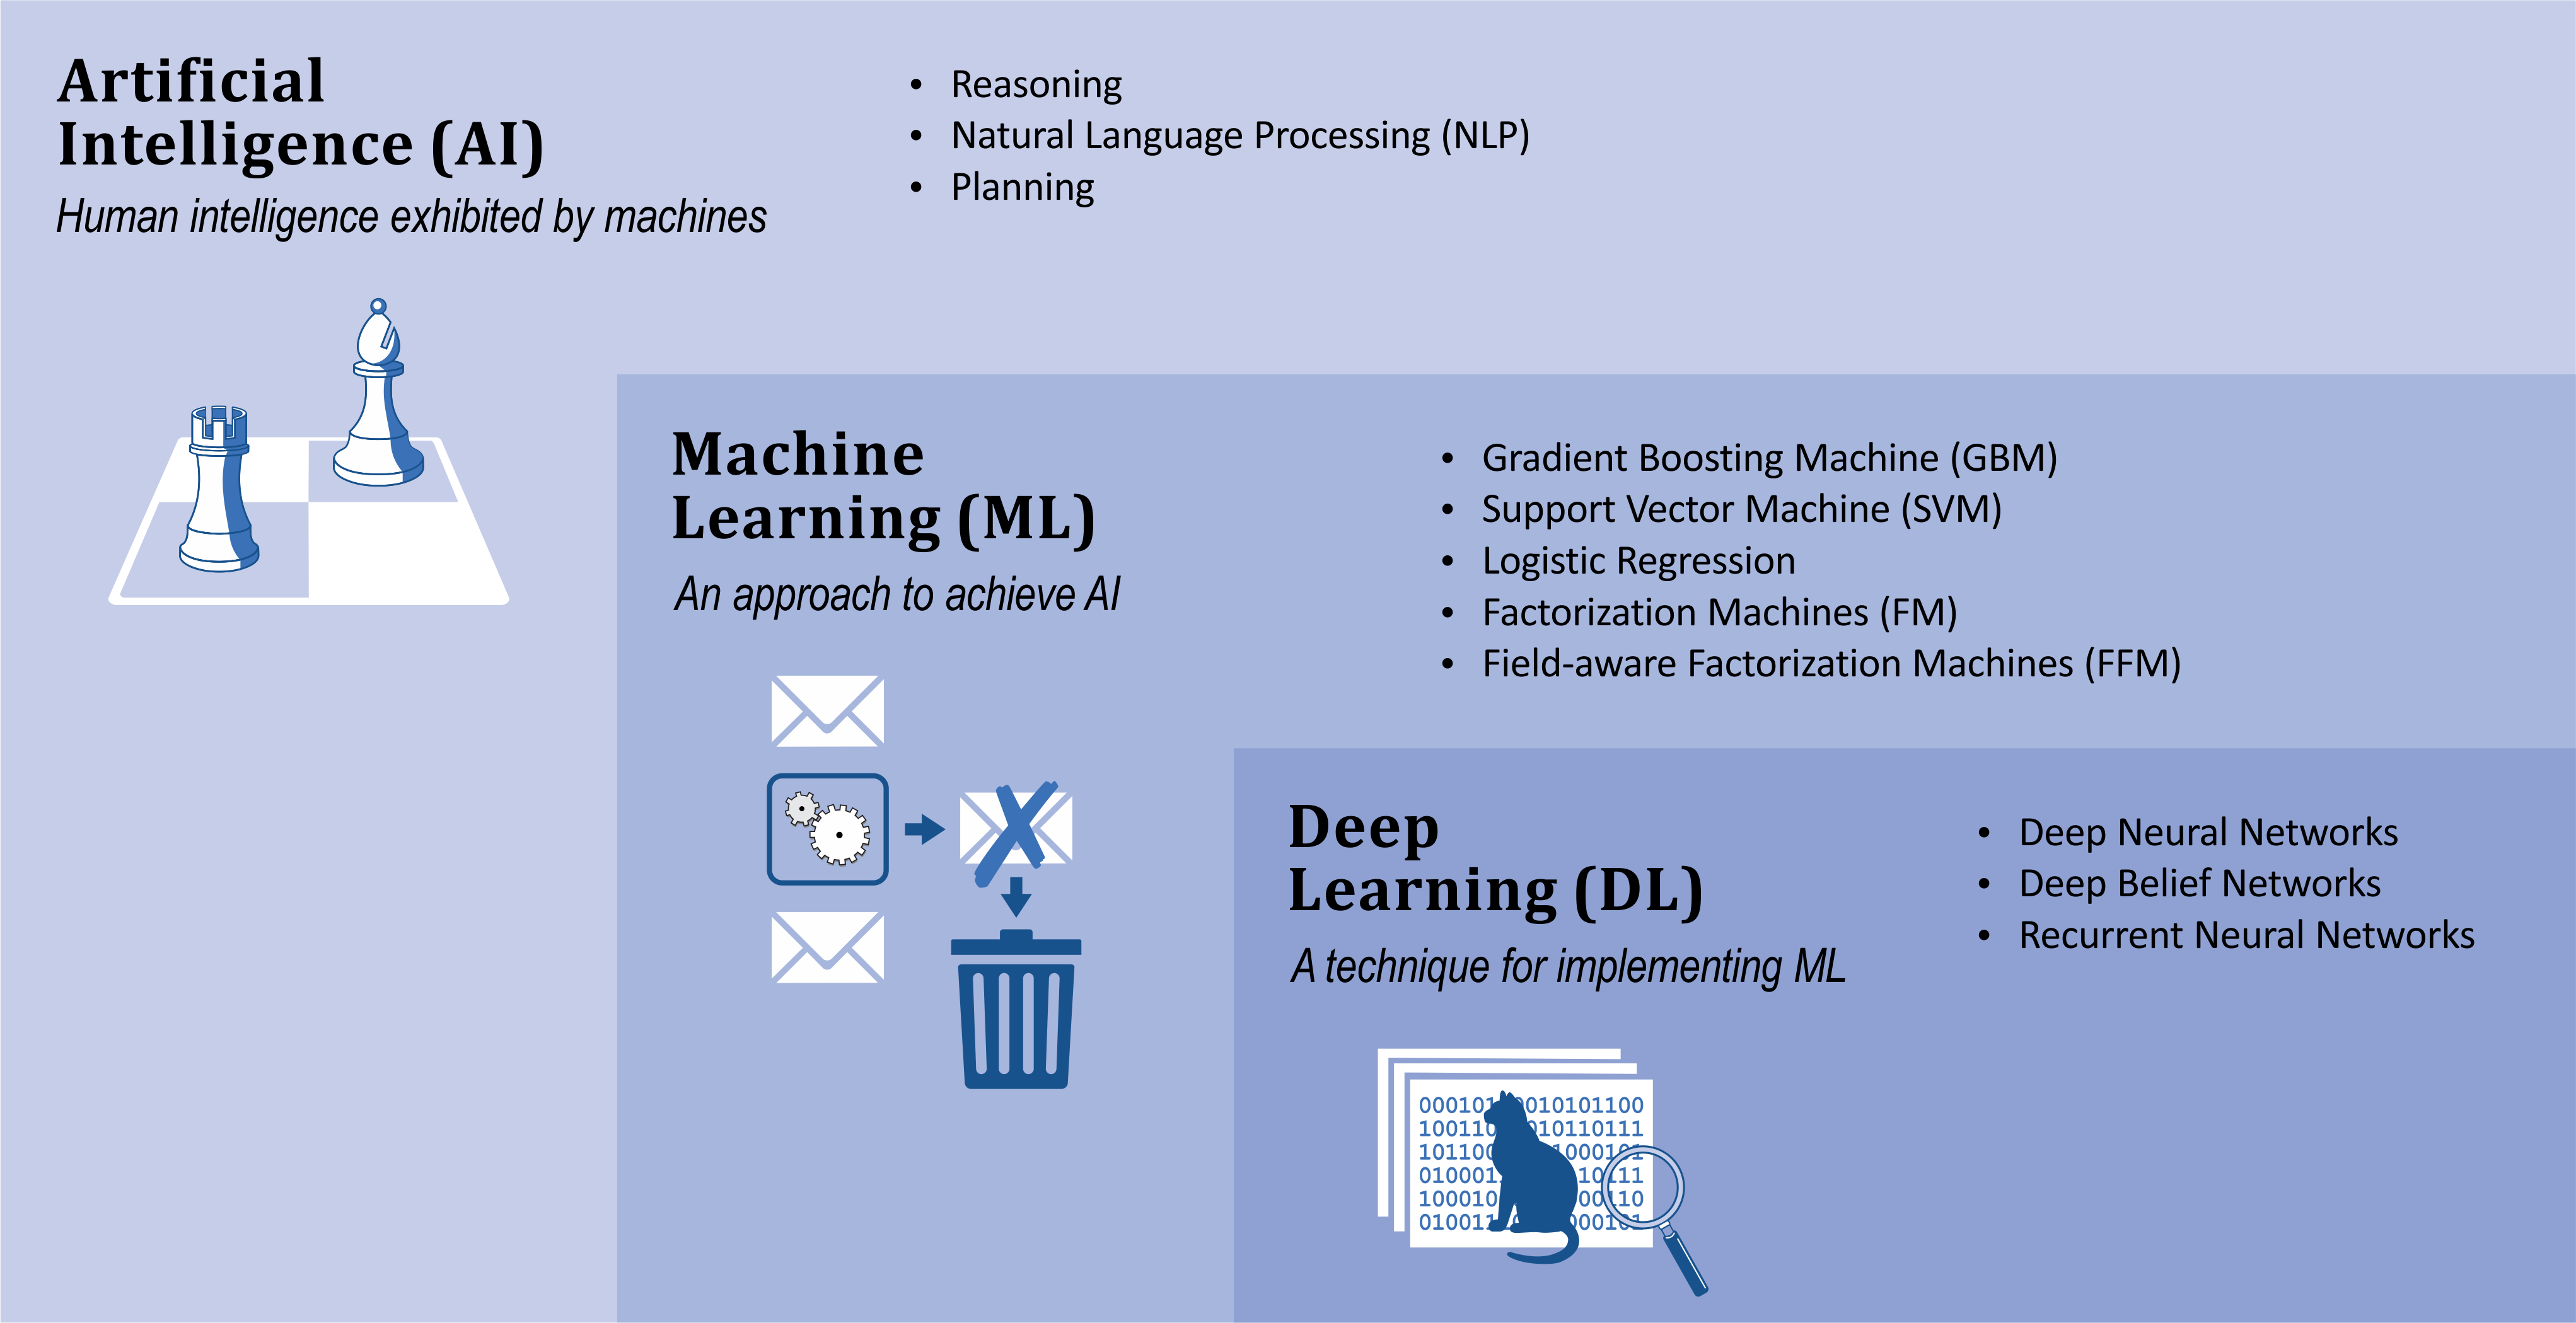 Artificial
Intelligence (AI)
Human intelligence exhibited by machines
• Reasoning
• Natural Language Processing (NLP)
• Planning
Machine
Learning (ML)
An approach to achieve AI
• Gradient Boosting Machine (GBM)
• Support Vector Machine (SVM)
• Logistic Regression
• Factorization Machines (FM)
• Field-aware Factorization Machines (FFM)
Deep
Learning (DL)
A technique for implementing ML
• Deep Neural Networks
• Deep Belief Networks
• Recurrent Neural Networks